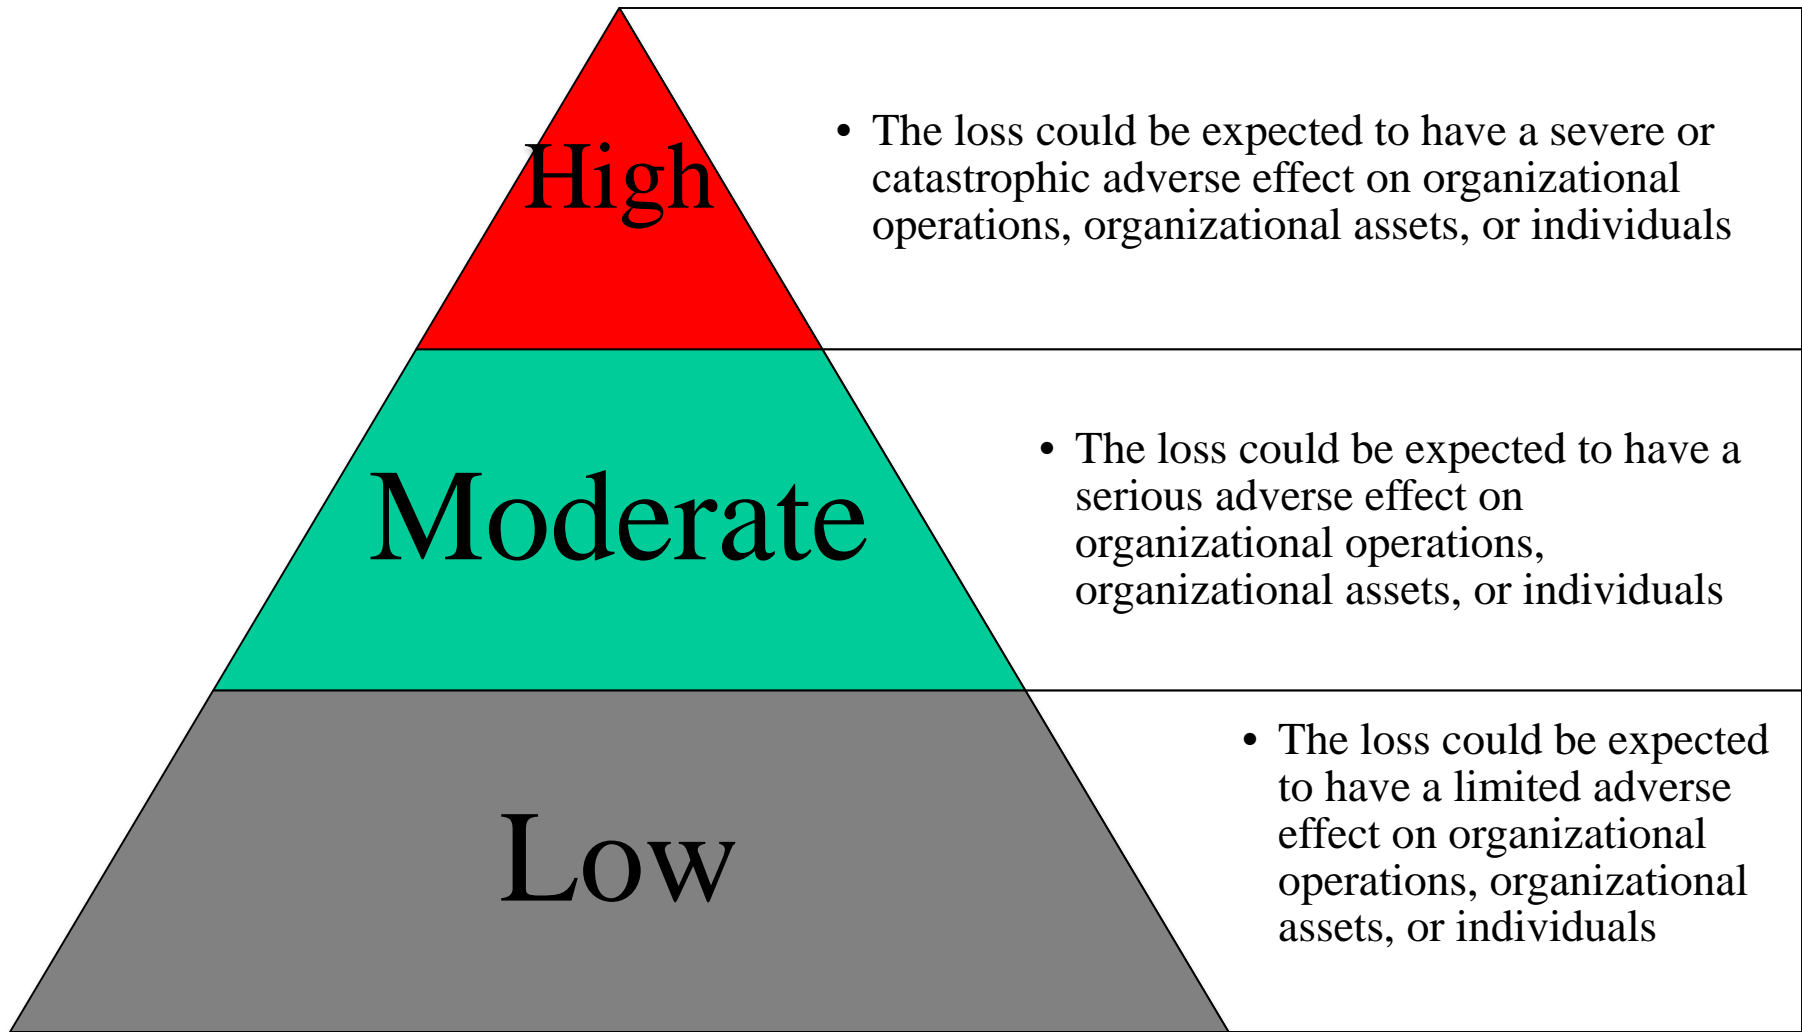 High
• The loss could be expected to have a severe or
catastrophic adverse effect on organizational
operations, organizational assets, or individuals
Moderate
• The loss could be expected to have a
serious adverse effect on
organizational operations,
organizational assets, or individuals
Low
• The loss could be expected
to have a limited adverse
effect on organizational
operations, organizational
assets, or individuals